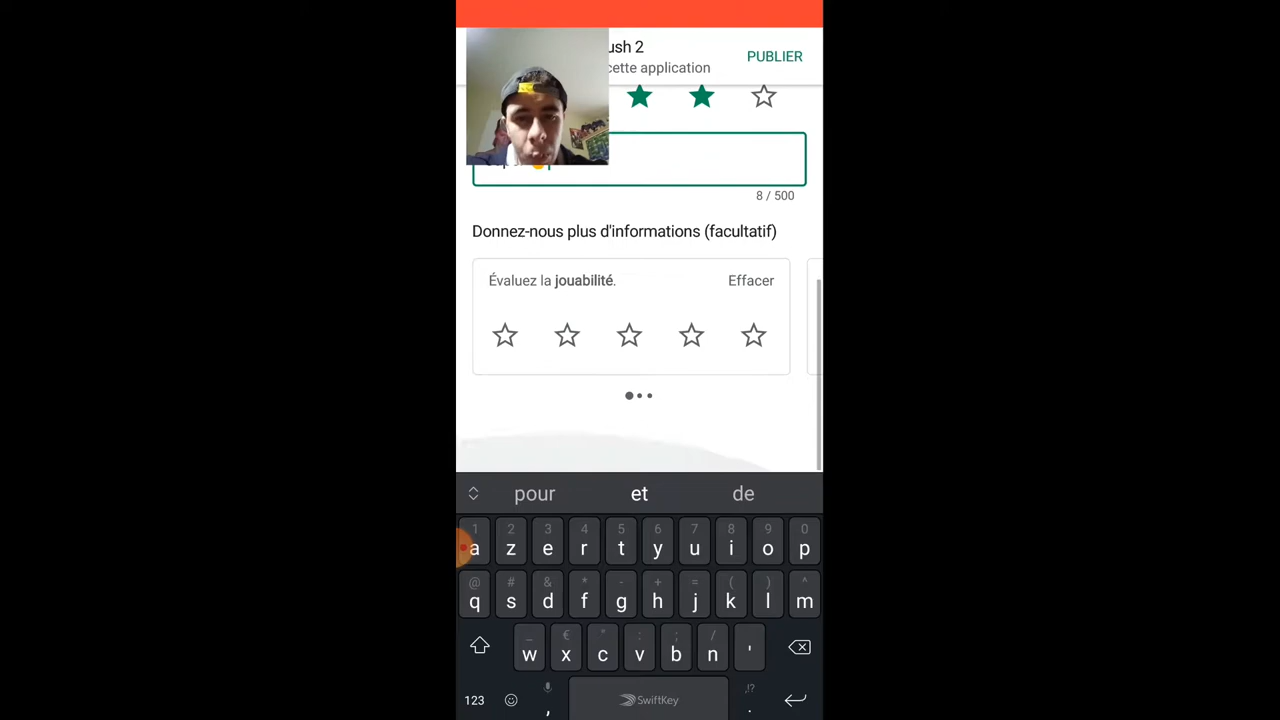 ush 2
cette application
PUBLIER
8 / 500
Donnez-nous plus d'informations (facultatif)
Évaluez la jouabilité.
Effacer
pour et de
1 2 3 4 5 6 7 8 9 0
a z e r t y u i o p
@ # & * - + = ( ) ^
q s d f g h j k l m
_ € " : ; /
w x c v b n '
123 , SwiftKey ,!? .